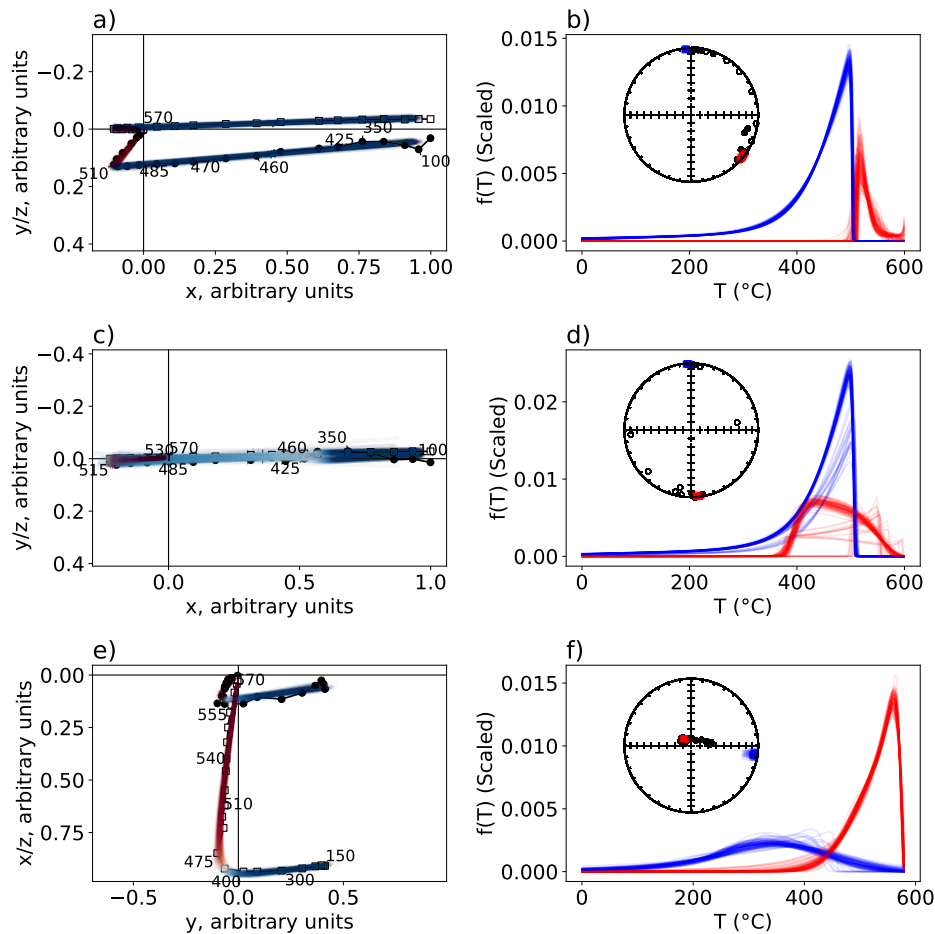 a)
y/z, arbitrary units
−0.2
0.0
0.2
0.4
570
350
425
100
510
485
470
460
0.00 0.25 0.50 0.75 1.00
x, arbitrary units
b)
f(T) (Scaled)
0.015
0.010
0.005
0.000
0 200 400 600
T (°C)
c)
y/z, arbitrary units
−0.4
−0.2
0.0
0.2
0.4
350
530 570 460 100
515 485 425
0.0 0.5 1.0
x, arbitrary units
d)
f(T) (Scaled)
0.02
0.01
0.00
0 200 400 600
T (°C)
e)
x/z, arbitrary units
0.00
0.25
0.50
0.75
570
555
540
510
475 150
400 300
−0.5 0.0 0.5
y, arbitrary units
f)
f(T) (Scaled)
0.015
0.010
0.005
0.000
0 200 400 600
T (°C)